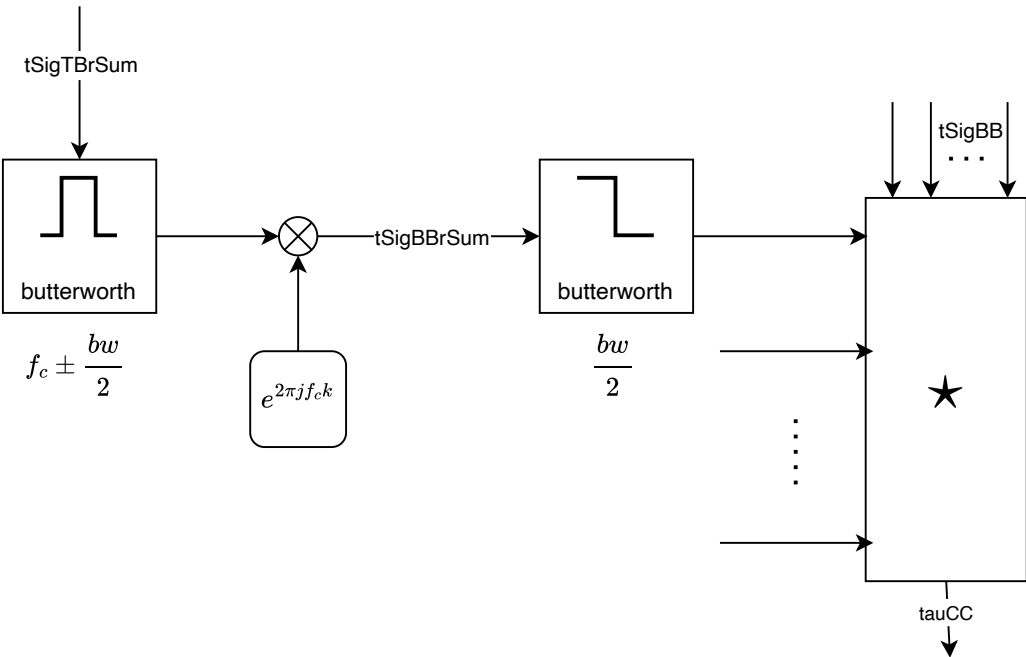 tSigTBrSum
tSigBB
...
tSigBBrSum
butterworth
butterworth
f_c ± bw/2
bw/2
e^{2πjf_ck}
★
tauCC